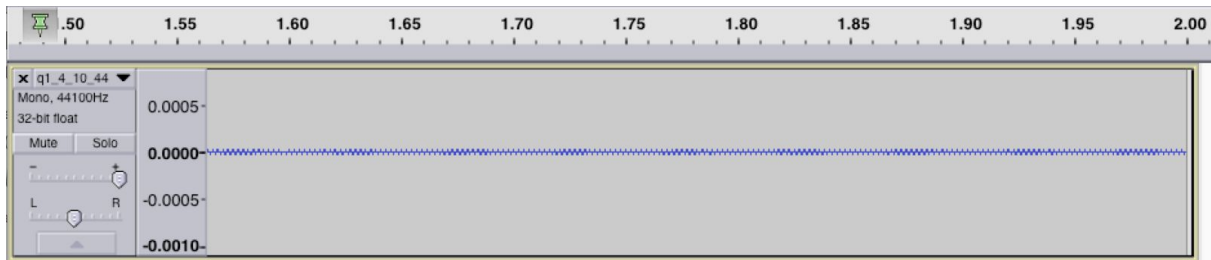 .50 1.55 1.60 1.65 1.70 1.75 1.80 1.85 1.90 1.95 2.00
x q1_4_10_44
Mono, 44100Hz
32-bit float
Mute Solo
- +
L R
0.0005-
0.0000-
-0.0005-
-0.0010-